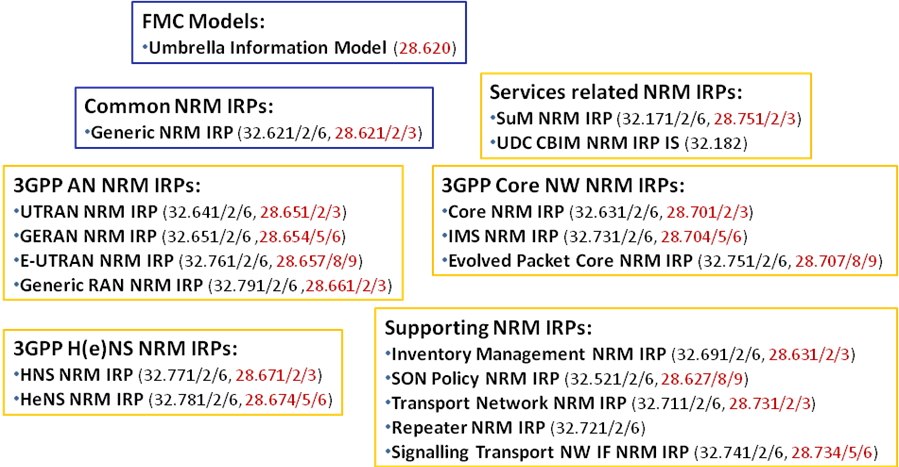 FMC Models:
•Umbrella Information Model (28.620)
Common NRM IRPs:
•Generic NRM IRP (32.621/2/6, 28.621/2/3)
Services related NRM IRPs:
•SuM NRM IRP (32.171/2/6, 28.751/2/3)
•UDC CBIM NRM IRP IS (32.182)
3GPP AN NRM IRPs:
•UTRAN NRM IRP (32.641/2/6, 28.651/2/3)
•GERAN NRM IRP (32.651/2/6 ,28.654/5/6)
•E-UTRAN NRM IRP (32.761/2/6, 28.657/8/9)
•Generic RAN NRM IRP (32.791/2/6 ,28.661/2/3)
3GPP Core NW NRM IRPs:
•Core NRM IRP (32.631/2/6, 28.701/2/3)
•IMS NRM IRP (32.731/2/6, 28.704/5/6)
•Evolved Packet Core NRM IRP (32.751/2/6, 28.707/8/9)
3GPP H(e)NS NRM IRPs:
•HNS NRM IRP (32.771/2/6, 28.671/2/3)
•HeNS NRM IRP (32.781/2/6, 28.674/5/6)
Supporting NRM IRPs:
•Inventory Management NRM IRP (32.691/2/6, 28.631/2/3)
•SON Policy NRM IRP (32.521/2/6, 28.627/8/9)
•Transport Network NRM IRP (32.711/2/6, 28.731/2/3)
•Repeater NRM IRP (32.721/2/6)
•Signalling Transport NW IF NRM IRP (32.741/2/6, 28.734/5/6)